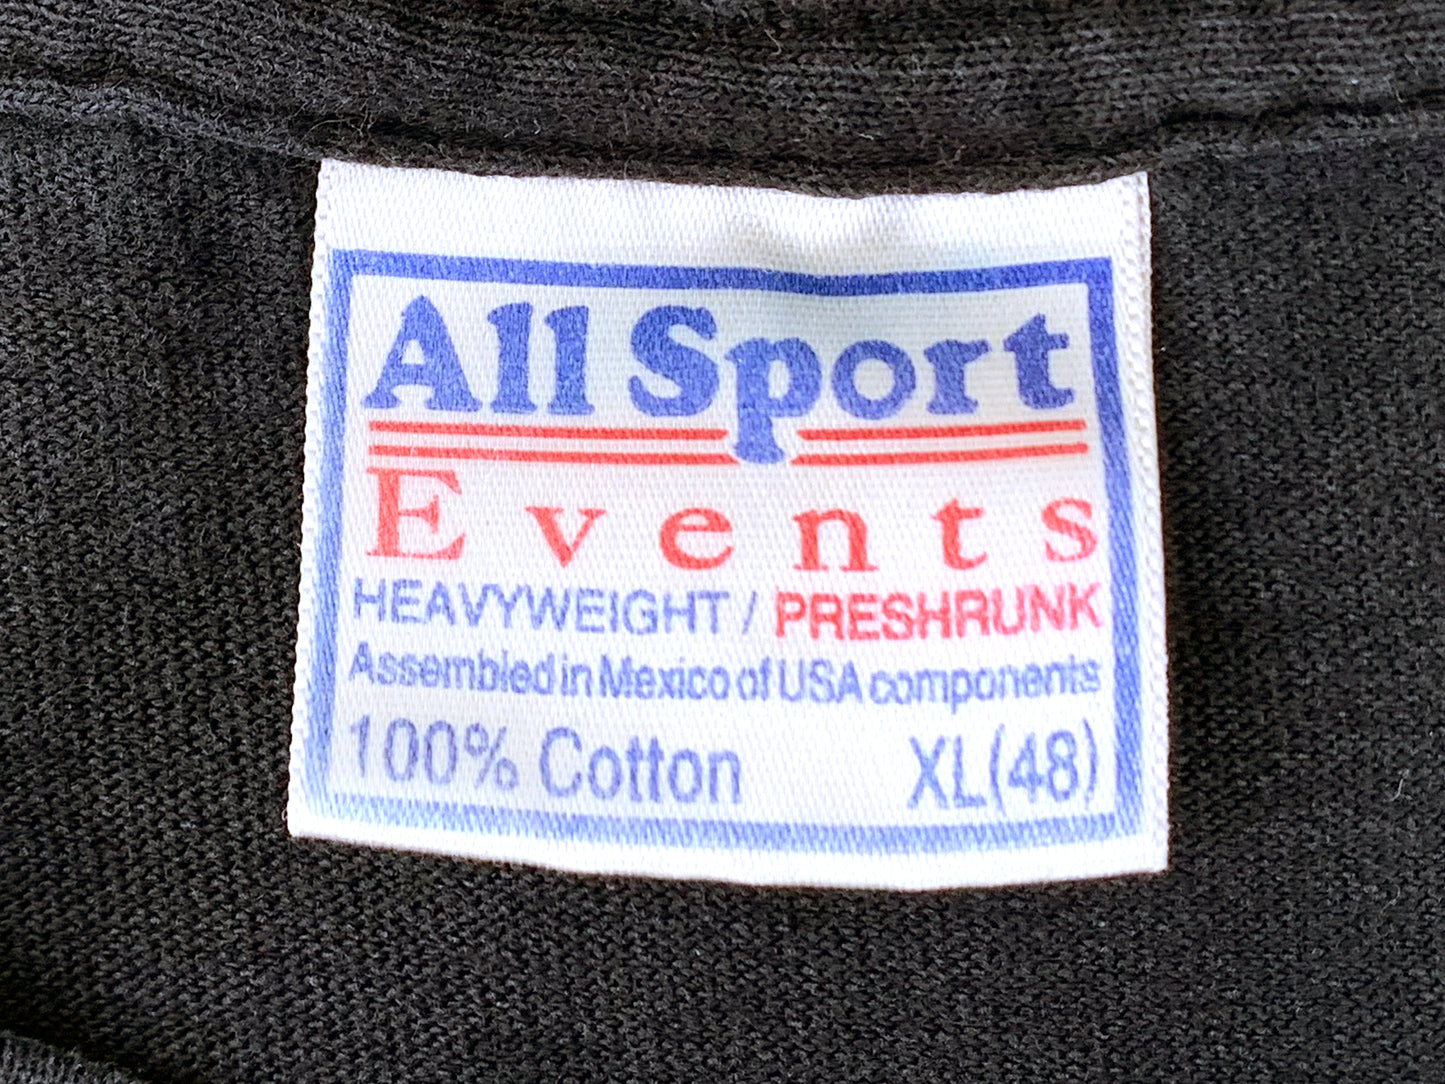 All Sport
Events
HEAVYWEIGHT / PRESHRUNK
Assembled in Mexico of USA components
100% Cotton XL(48)